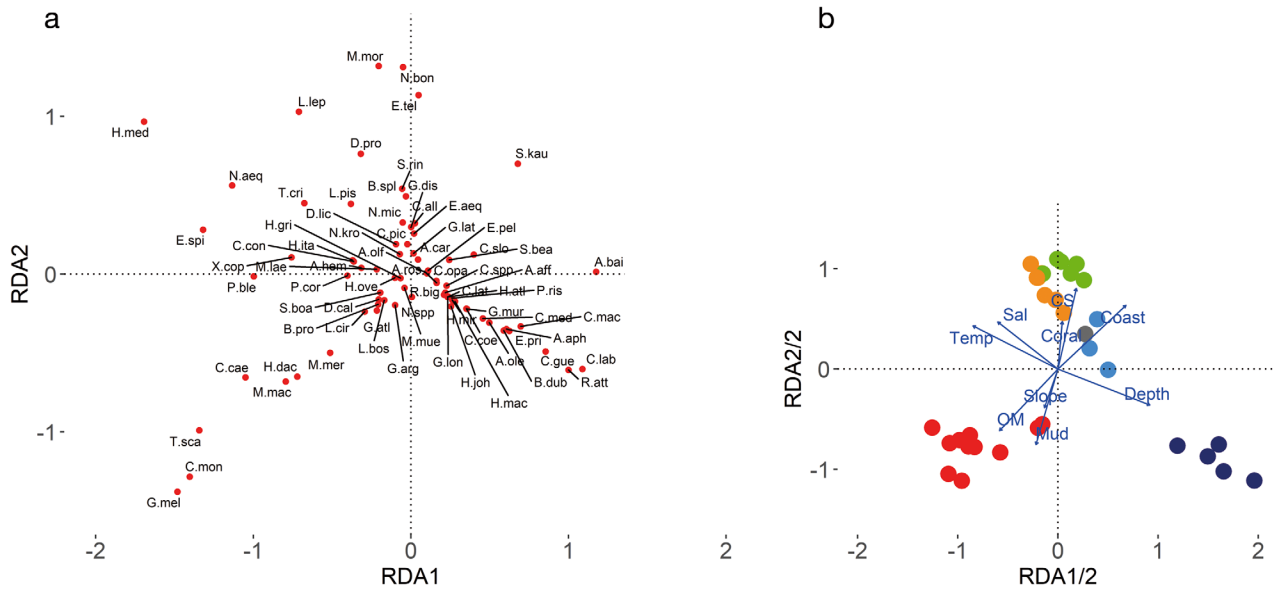 a
b
M.mor
N.bon
E.tel
L.lep
H.med
D.pro
S.rin
S.kau
N.aeq
B.spl
G.dis
T.cri
L.pis
C.all
E.aeq
D.lic
N.mic
H.gri
N.kro
C.pic
G.lat
E.pel
E.spi
C.con
H.ita
A.olf
A.car
C.slo
S.bea
X.cop
M.lae
A.hem
A.ros
C.opa
C.spp
A.aff
A.bai
P.ble
P.cor
H.ove
R.big
C.lat
H.atl
P.ris
S.boa
D.cal
N.spp
H.mir
G.mur
C.med
C.mac
B.pro
L.cir
G.atl
M.mue
C.coe
E.pri
A.aph
L.bos
M.mer
G.arg
G.lon
A.ole
C.gue
C.lab
C.cae
H.dac
H.joh
B.dub
R.att
M.mac
H.mac
T.sca
C.mon
G.mel
RDA2
1
0
-1
-2
-1
0
1
2
RDA1
RDA2/2
1
0
-1
GS
Sal
Coast
Temp
Coral
Slope
Depth
OM
Mud
-2
-1
0
1
2
RDA1/2